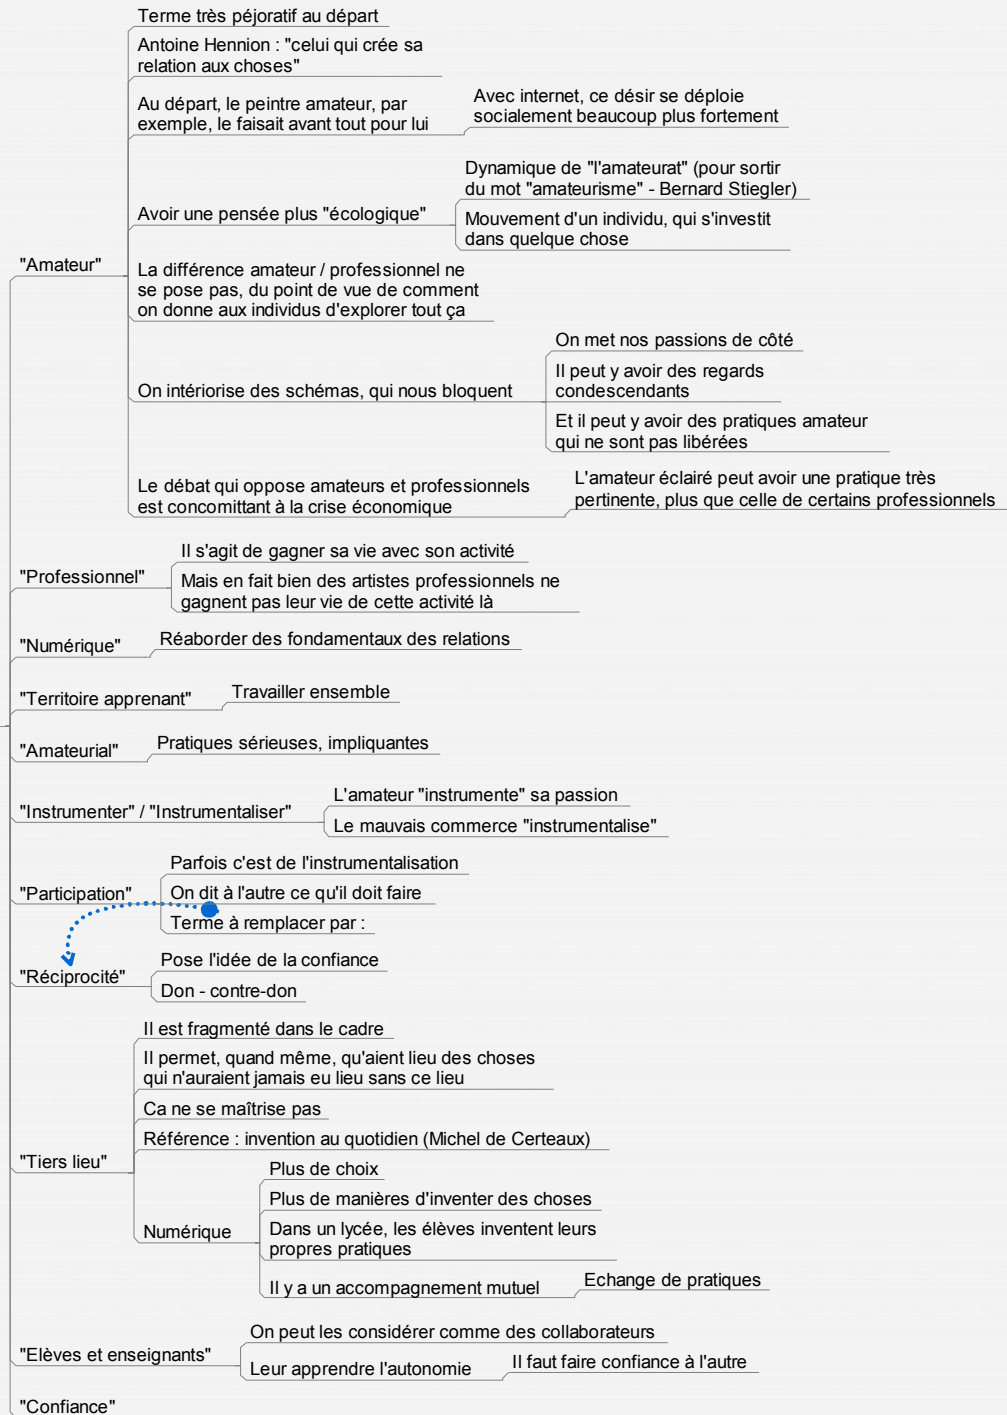 Terme très péjoratif au départ
Antoine Hennion : "celui qui crée sa
relation aux choses"
Au départ, le peintre amateur, par
exemple, le faisait avant tout pour lui
Avec internet, ce désir se déploie
socialement beaucoup plus fortement
Avoir une pensée plus "écologique"
Dynamique de "l'amateurat" (pour sortir
du mot "amateurisme" - Bernard Stiegler)
Mouvement d'un individu, qui s'investit
dans quelque chose
"Amateur"
La différence amateur / professionnel ne
se pose pas, du point de vue de comment
on donne aux individus d'explorer tout ça
On intériorise des schémas, qui nous bloquent
On met nos passions de côté
Il peut y avoir des regards
condescendants
Et il peut y avoir des pratiques amateur
qui ne sont pas libérées
Le débat qui oppose amateurs et professionnels
est concomittant à la crise économique
L'amateur éclairé peut avoir une pratique très
pertinente, plus que celle de certains professionnels
"Professionnel"
Il s'agit de gagner sa vie avec son activité
Mais en fait bien des artistes professionnels ne
gagnent pas leur vie de cette activité là
"Numérique"
Réaborder des fondamentaux des relations
"Territoire apprenant"
Travailler ensemble
"Amateurial"
Pratiques sérieuses, impliquantes
"Instrumenter" / "Instrumentaliser"
L'amateur "instrumente" sa passion
Le mauvais commerce "instrumentalise"
"Participation"
Parfois c'est de l'instrumentalisation
On dit à l'autre ce qu'il doit faire
Terme à remplacer par :
"Réciprocité"
Pose l'idée de la confiance
Don - contre-don
"Tiers lieu"
Il est fragmenté dans le cadre
Il permet, quand même, qu'aient lieu des choses
qui n'auraient jamais eu lieu sans ce lieu
Ca ne se maîtrise pas
Référence : invention au quotidien (Michel de Certeaux)
Numérique
Plus de choix
Plus de manières d'inventer des choses
Dans un lycée, les élèves inventent leurs
propres pratiques
Il y a un accompagnement mutuel
Echange de pratiques
"Elèves et enseignants"
On peut les considérer comme des collaborateurs
Leur apprendre l'autonomie
Il faut faire confiance à l'autre
"Confiance"